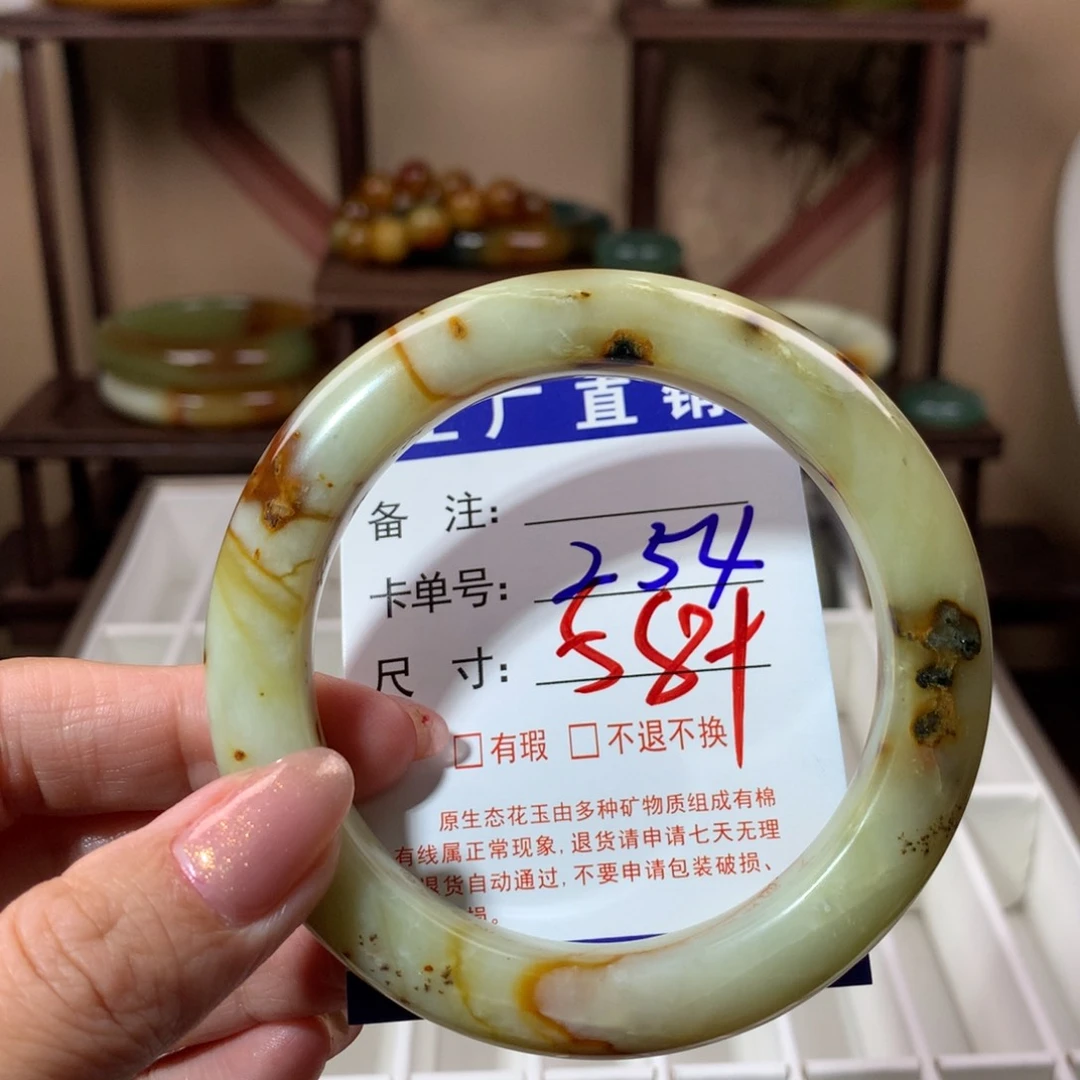 工厂直销
备 注:
卡单号: 254
尺 寸: 584
□有瑕 □不退不换
原生态花玉由多种矿物质组成有棉
有线属正常现象,退货请申请七天无理
退货自动通过,不要申请包装破损、
损。